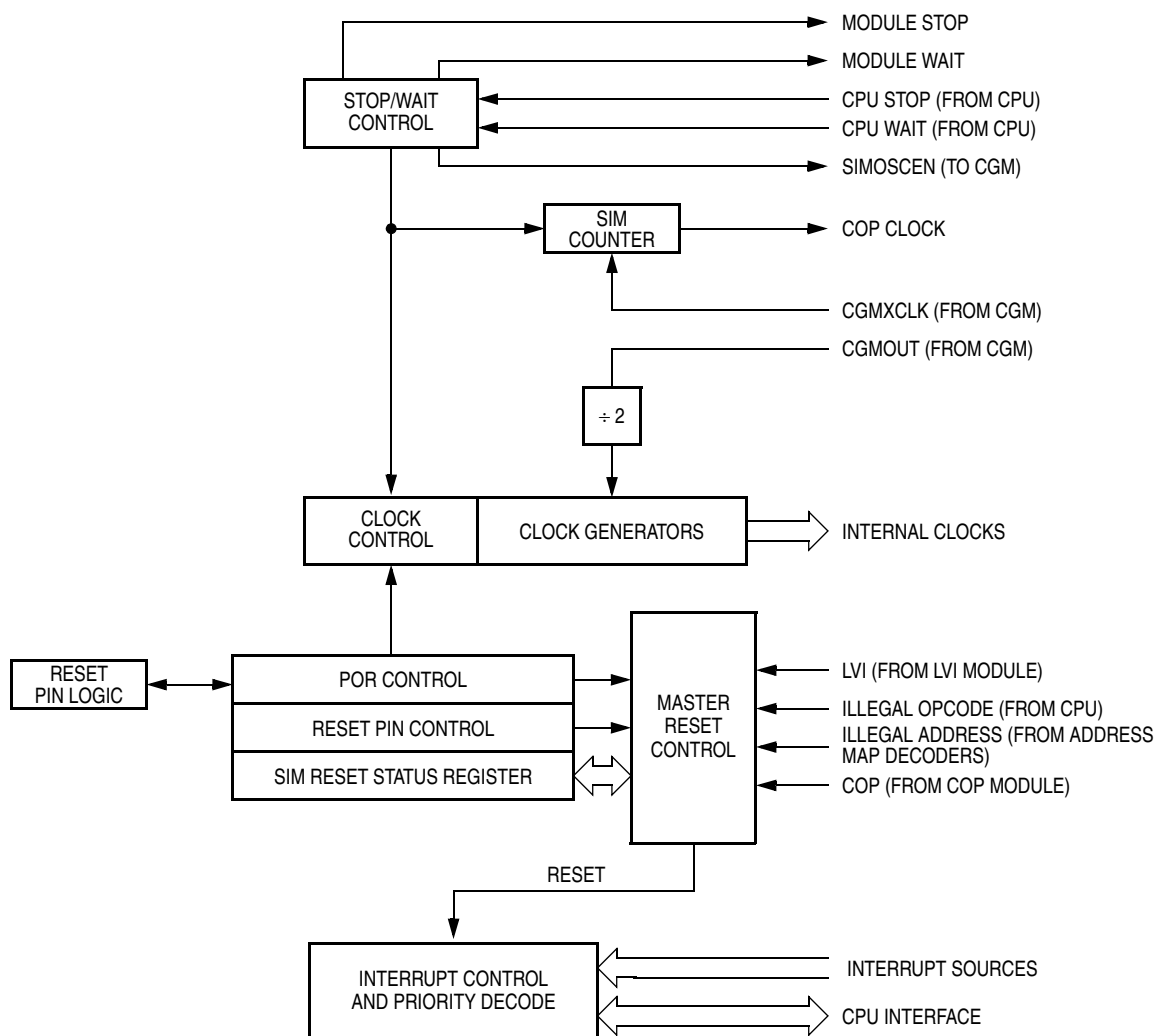 MODULE STOP
MODULE WAIT
STOP/WAIT
CONTROL
CPU STOP (FROM CPU)
CPU WAIT (FROM CPU)
SIMOSCEN (TO CGM)
SIM
COUNTER
COP CLOCK
CGMXCLK (FROM CGM)
CGMOUT (FROM CGM)
÷ 2
CLOCK
CONTROL
CLOCK GENERATORS
INTERNAL CLOCKS
RESET
PIN LOGIC
POR CONTROL
RESET PIN CONTROL
SIM RESET STATUS REGISTER
MASTER
RESET
CONTROL
LVI (FROM LVI MODULE)
ILLEGAL OPCODE (FROM CPU)
ILLEGAL ADDRESS (FROM ADDRESS
MAP DECODERS)
COP (FROM COP MODULE)
RESET
INTERRUPT CONTROL
AND PRIORITY DECODE
INTERRUPT SOURCES
CPU INTERFACE